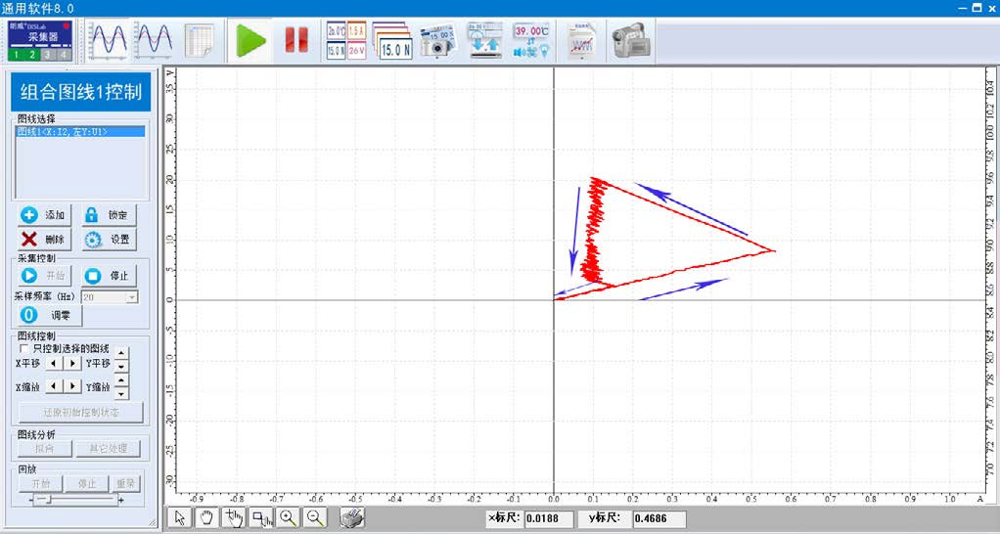 通用软件8.0
朗威®DISLab
采集器
1 2 3 4
20.0℃ 1.5A
15.0N 26V
15.0 N
15 00
39.00℃
组合图线1控制
图线选择
图线1<X:I2,左Y:U1>
添加 锁定
删除 设置
采集控制
开始 停止
采样频率 (Hz) 20
调零
图线控制
只控制选择的图线
X平移 Y平移
X缩放 Y缩放
还原初始控制状态
图线分析
拟合 其它处理
回放
开始 停止 重录
- +
V
35
30
25
20
15
10
5
0
-5
-10
-15
-20
-25
-30
-0.9 -0.8 -0.7 -0.6 -0.5 -0.4 -0.3 -0.2 -0.1 0.0 0.1 0.2 0.3 0.4 0.5 0.6 0.7 0.8 0.9 1.0 A
10.4
10.2
10.0
9.8
9.6
9.4
9.2
9.0
8.8
8.6
8.4
8.2
8.0
7.8
7.6
7.4
7.2
7.0
x标尺: 0.0188 y标尺: 0.4686